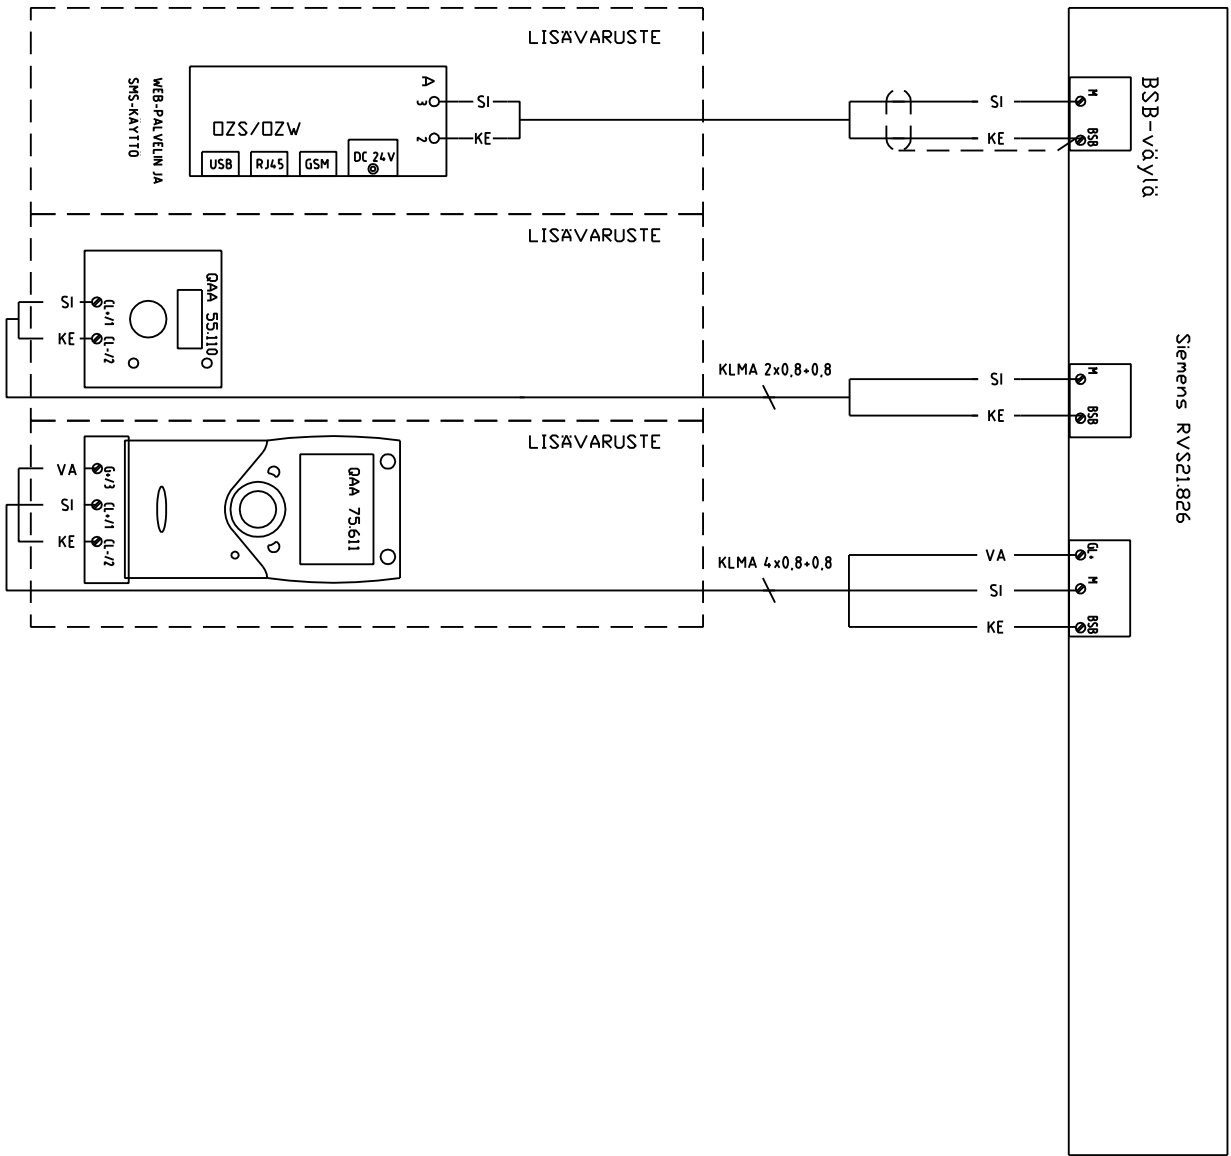 LISÄVARUSTE
WEB-PALVELIN JA
SMS-KÄYTTÖ
OZS/OZW
USB
RJ45
GSM
DC 24V
A
3
2
SI
KE
SI
KE
M
BSB
BSB-väylä
LISÄVARUSTE
SI
KE
CL+/1
CL-/2
QAA 55.110
KLMA 2x0,8+0,8
SI
KE
M
BSB
Siemens RVS21.826
LISÄVARUSTE
VA
SI
KE
G+/3
CL+/1
CL-/2
QAA 75.611
KLMA 4x0,8+0,8
VA
SI
KE
GL+
M
BSB